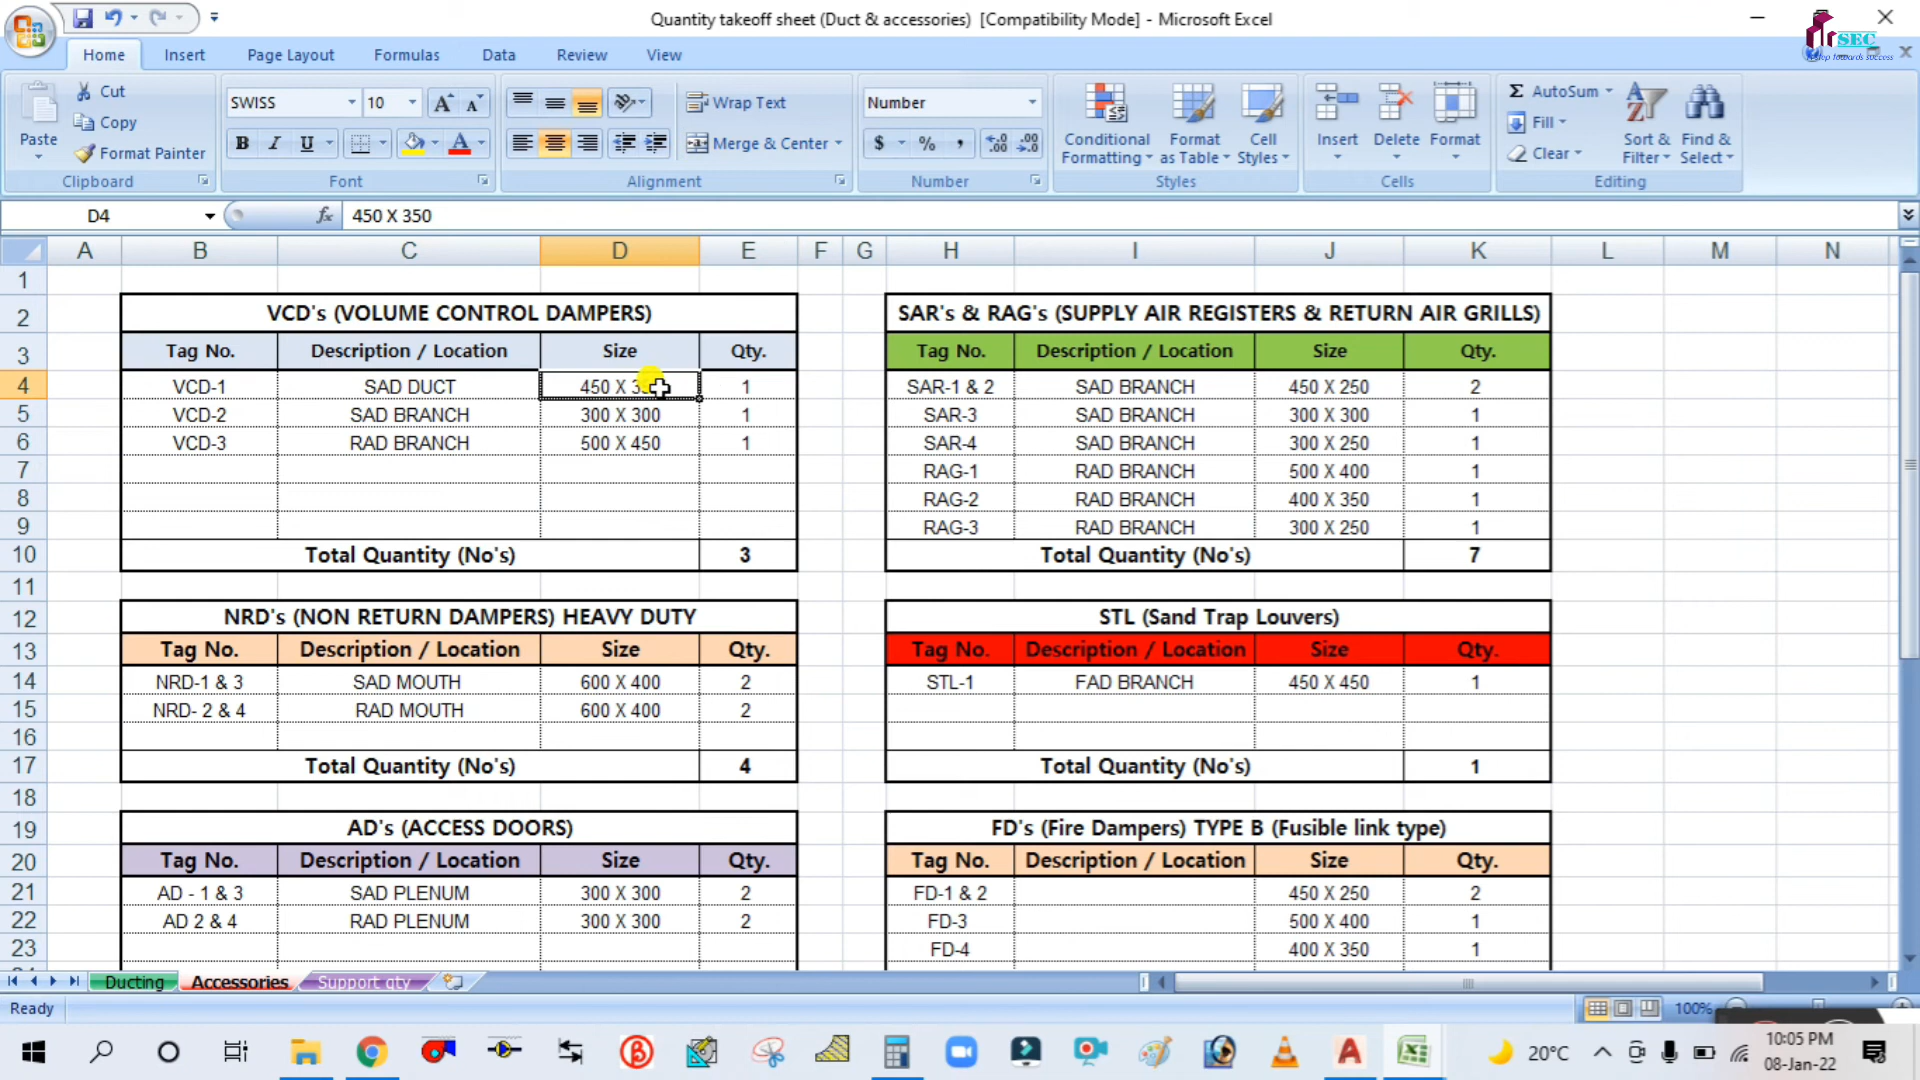 Quantity takeoff sheet (Duct & accessories) [Compatibility Mode] - Microsoft Excel
SEC
Home Insert Page Layout Formulas Data Review View
Paste Cut Copy Format Painter Clipboard
SWISS 10 B I U Font
Wrap Text Merge & Center Alignment
Number $ % , Number
Conditional Formatting Format as Table Cell Styles Styles
Insert Delete Format Cells
Σ AutoSum Fill Clear Sort & Filter Find & Select Editing
D4 fx 450 X 350
A B C D E F G H I J K L M N
1
2 VCD's (VOLUME CONTROL DAMPERS) SAR's & RAG's (SUPPLY AIR REGISTERS & RETURN AIR GRILLS)
3 Tag No. Description / Location Size Qty. Tag No. Description / Location Size Qty.
4 VCD-1 SAD DUCT 450 X 3 1 SAR-1 & 2 SAD BRANCH 450 X 250 2
5 VCD-2 SAD BRANCH 300 X 300 1 SAR-3 SAD BRANCH 300 X 300 1
6 VCD-3 RAD BRANCH 500 X 450 1 SAR-4 SAD BRANCH 300 X 250 1
7 RAG-1 RAD BRANCH 500 X 400 1
8 RAG-2 RAD BRANCH 400 X 350 1
9 RAG-3 RAD BRANCH 300 X 250 1
10 Total Quantity (No's) 3 Total Quantity (No's) 7
11
12 NRD's (NON RETURN DAMPERS) HEAVY DUTY STL (Sand Trap Louvers)
13 Tag No. Description / Location Size Qty. Tag No. Description / Location Size Qty.
14 NRD-1 & 3 SAD MOUTH 600 X 400 2 STL-1 FAD BRANCH 450 X 450 1
15 NRD- 2 & 4 RAD MOUTH 600 X 400 2
16
17 Total Quantity (No's) 4 Total Quantity (No's) 1
18
19 AD's (ACCESS DOORS) FD's (Fire Dampers) TYPE B (Fusible link type)
20 Tag No. Description / Location Size Qty. Tag No. Description / Location Size Qty.
21 AD - 1 & 3 SAD PLENUM 300 X 300 2 FD-1 & 2 450 X 250 2
22 AD 2 & 4 RAD PLENUM 300 X 300 2 FD-3 500 X 400 1
23 FD-4 400 X 350 1
Ducting Accessories Support qty
Ready 100%
20°C 10:05 PM
08-Jan-22